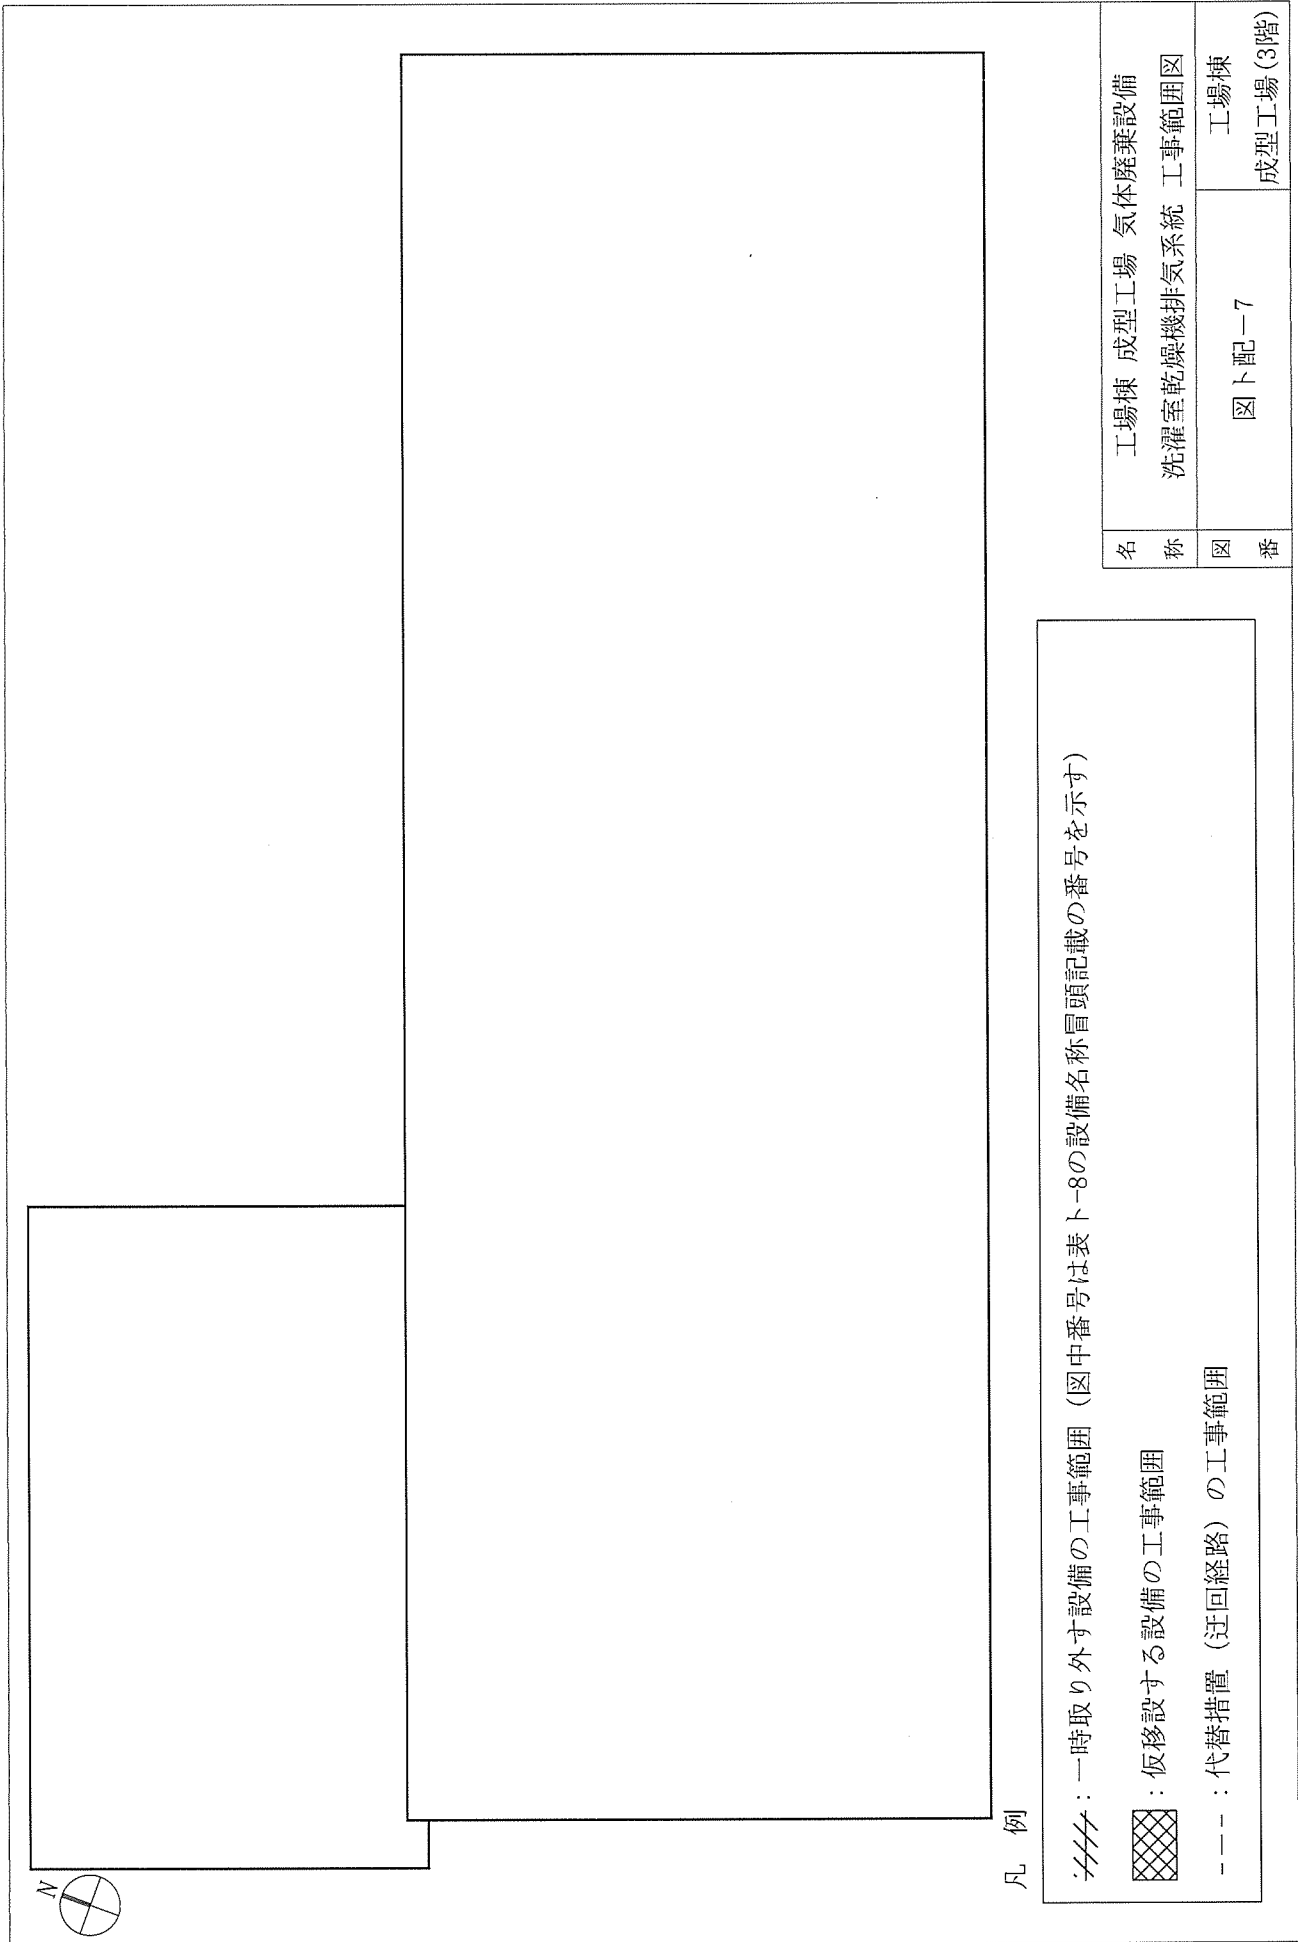 N
凡 例
：一時取り外す設備の工事範囲（図中番号は表ト-8の設備名称冒頭記載の番号を示す）
：仮移設する設備の工事範囲
：代替措置（迂回経路）の工事範囲
名称
工場棟 成型工場 気体廃棄設備
洗濯室乾燥機排気系統 工事範囲図
図番
図ト配－7
工場棟
成型工場(3階)